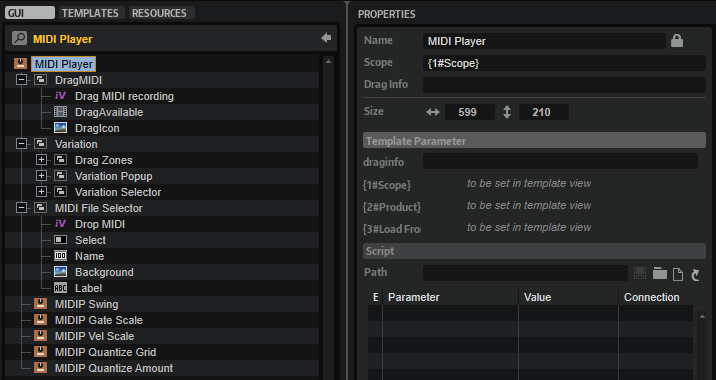 GUI TEMPLATES RESOURCES
MIDI Player
MIDI Player
DragMIDI
iV Drag MIDI recording
DragAvailable
DragIcon
Variation
Drag Zones
Variation Popup
Variation Selector
MIDI File Selector
iV Drop MIDI
Select
100 Name
Background
ABC Label
MIDIP Swing
MIDIP Gate Scale
MIDIP Vel Scale
MIDIP Quantize Grid
MIDIP Quantize Amount
PROPERTIES
Name MIDI Player
Scope {1#Scope}
Drag Info
Size 599 210
Template Parameter
draginfo
{1#Scope} to be set in template view
{2#Product} to be set in template view
{3#Load Fro to be set in template view
Script
Path
E Parameter Value Connection